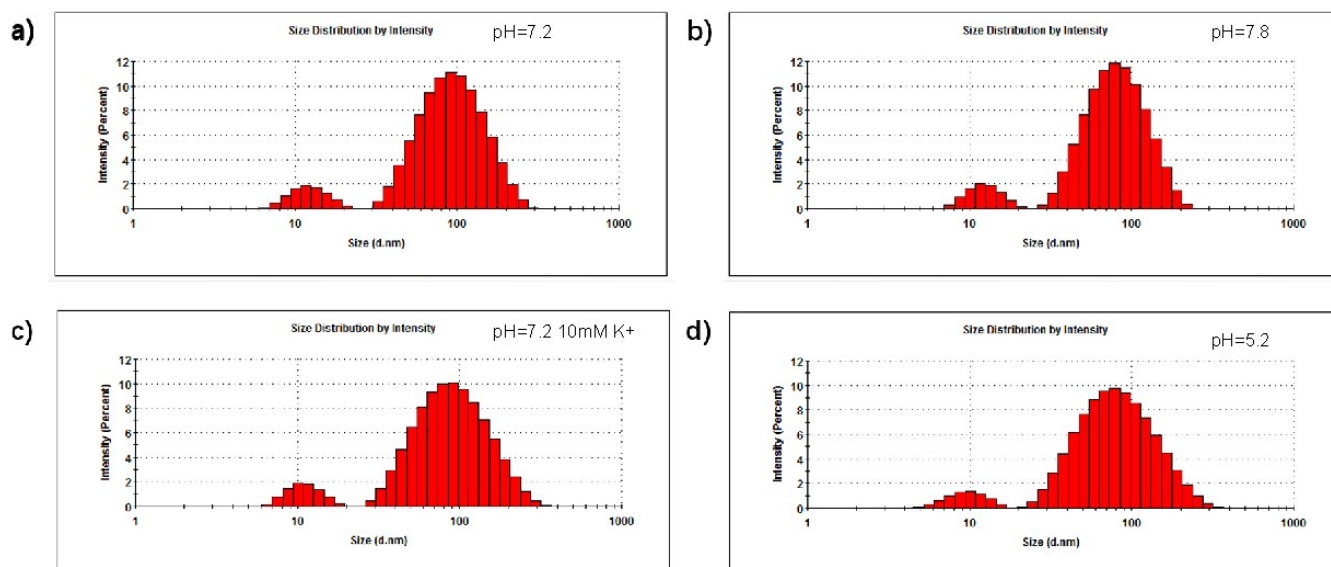 a)
Size Distribution by Intensity
pH=7.2
Intensity (Percent)
12
10
8
6
4
2
0
1
10
100
1000
Size (d.nm)
b)
Size Distribution by Intensity
pH=7.8
Intensity (Percent)
12
10
8
6
4
2
0
1
10
100
1000
Size (d.nm)
c)
Size Distribution by Intensity
pH=7.2 10mM K+
Intensity (Percent)
12
10
8
6
4
2
0
1
10
100
1000
Size (d.nm)
d)
Size Distribution by Intensity
pH=5.2
Intensity (Percent)
12
10
8
6
4
2
0
1
10
100
1000
Size (d.nm)